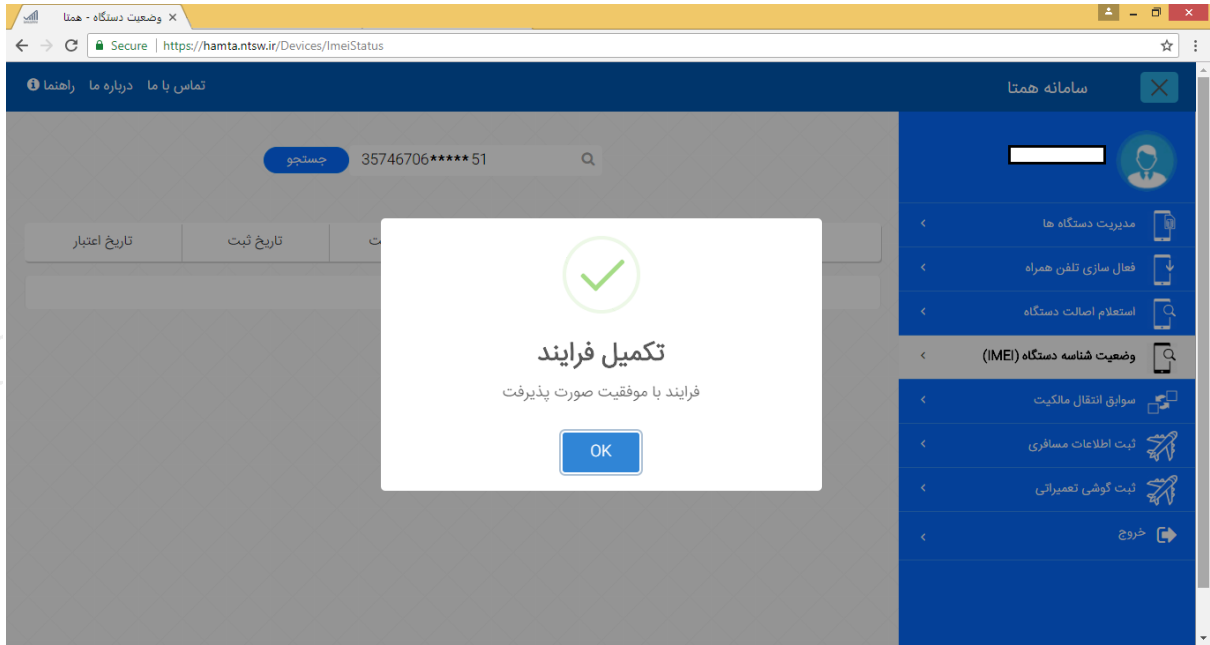 وضعیت دستگاه - همتا
Secure | https://hamta.ntsw.ir/Devices/ImeiStatus
سامانه همتا
تماس با ما درباره ما راهنما
35746706*****51
جستجو
تاریخ ثبت
تاریخ اعتبار
تکمیل فرایند
فرایند با موفقیت صورت پذیرفت
OK
مدیریت دستگاه ها
فعال سازی تلفن همراه
استعلام اصالت دستگاه
وضعیت شناسه دستگاه (IMEI)
سوابق انتقال مالکیت
ثبت اطلاعات مسافری
ثبت گوشی تعمیراتی
خروج